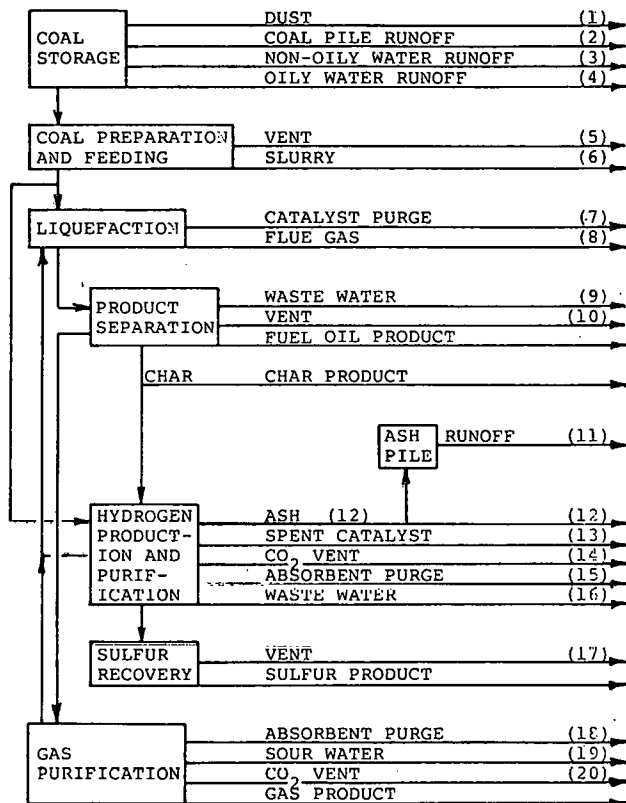 COAL STORAGE
DUST (1)
COAL PILE RUNOFF (2)
NON-OILY WATER RUNOFF (3)
OILY WATER RUNOFF (4)
COAL PREPARATION
AND FEEDING
VENT (5)
SLURRY (6)
LIQUEFACTION
CATALYST PURGE (7)
FLUE GAS (8)
PRODUCT
SEPARATION
WASTE WATER (9)
VENT (10)
FUEL OIL PRODUCT
CHAR CHAR PRODUCT
ASH
PILE
RUNOFF (11)
HYDROGEN
PRODUCT-
ION AND
PURIF-
ICATION
ASH (12) (12)
SPENT CATALYST (13)
CO2 VENT (14)
ABSORBENT PURGE (15)
WASTE WATER (16)
SULFUR
RECOVERY
VENT (17)
SULFUR PRODUCT
GAS
PURIFICATION
ABSORBENT PURGE (18)
SOUR WATER (19)
CO2 VENT (20)
GAS PRODUCT